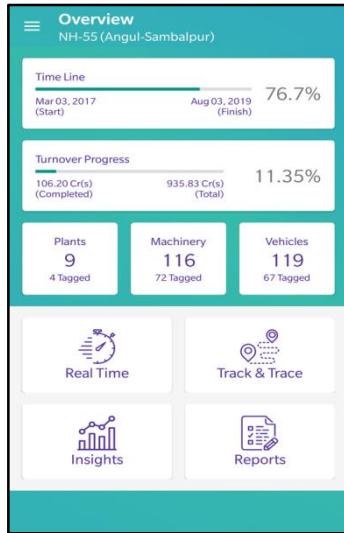 Overview
NH-55 (Angul-Sambalpur)
Time Line
76.7%
Mar 03, 2017 Aug 03, 2019
(Start) (Finish)
Turnover Progress
11.35%
106.20 Cr(s) 935.83 Cr(s)
(Completed) (Total)
Plants Machinery Vehicles
9 116 119
4 Tagged 72 Tagged 67 Tagged
Real Time Track & Trace
Insights Reports